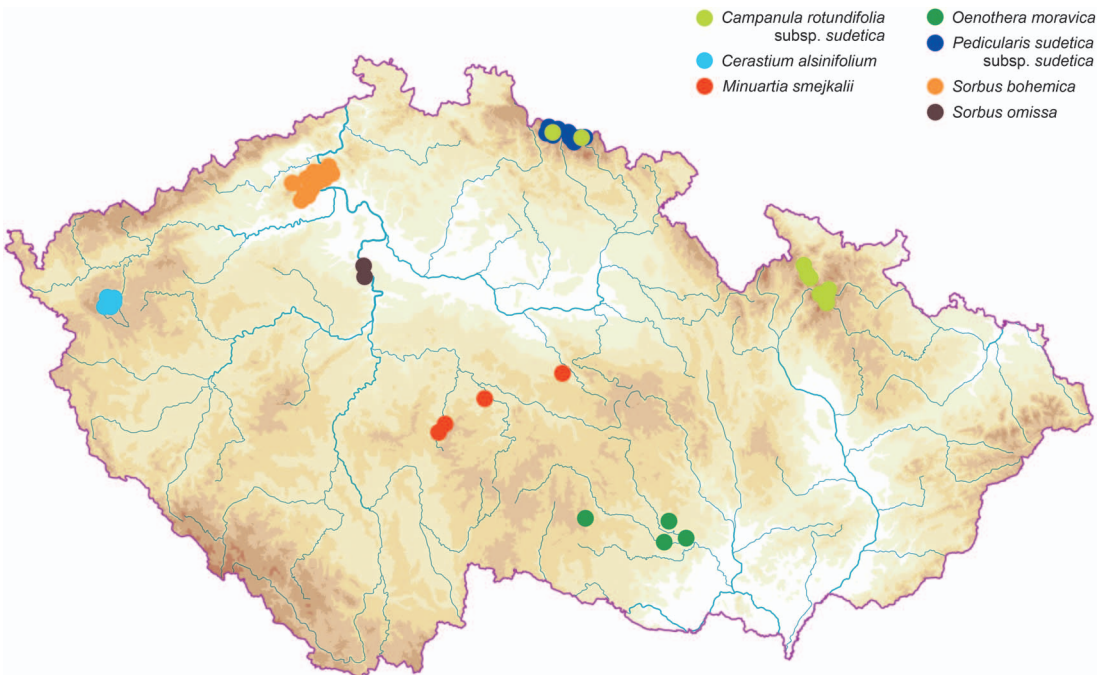 Campanula rotundifolia
subsp. sudetica
Cerastium alsinifolium
Minuartia smejkalii
Oenothera moravica
Pedicularis sudetica
subsp. sudetica
Sorbus bohemica
Sorbus omissa